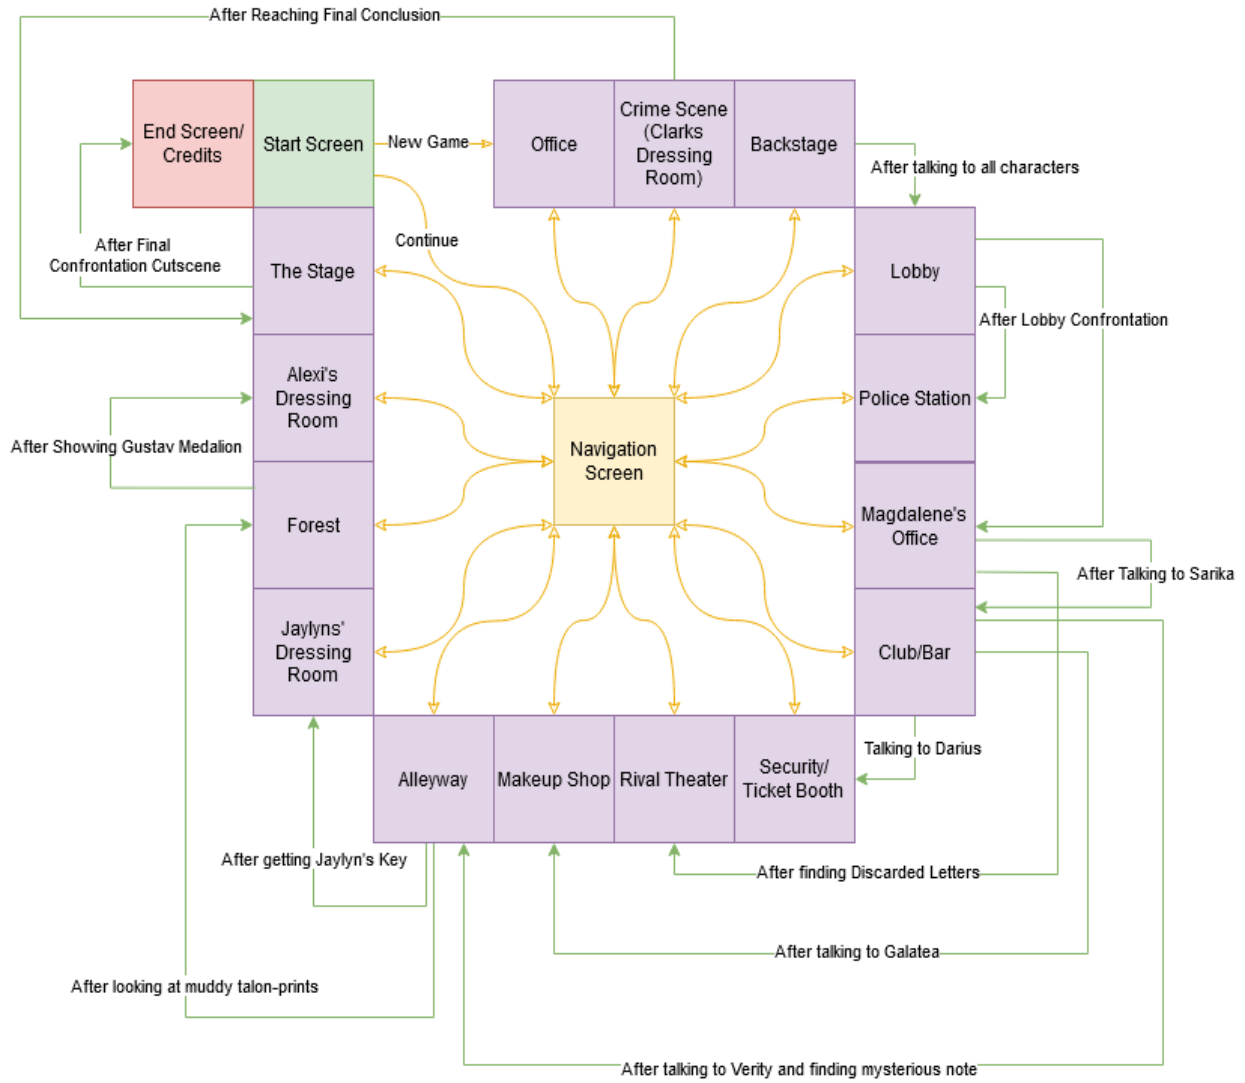 After Reaching Final Conclusion
End Screen/
Credits
Start Screen
New Game
Office
Crime Scene
(Clarks
Dressing
Room)
Backstage
After talking to all characters
After Final
Confrontation Cutscene
The Stage
Continue
Lobby
After Lobby Confrontation
Alexi's
Dressing
Room
Police Station
After Showing Gustav Medalion
Navigation
Screen
Forest
Magdalene's
Office
After Talking to Sarika
Jaylyns'
Dressing
Room
Club/Bar
Talking to Darius
Alleyway
Makeup Shop
Rival Theater
Security/
Ticket Booth
After getting Jaylyn's Key
After finding Discarded Letters
After talking to Galatea
After looking at muddy talon-prints
After talking to Verity and finding mysterious note